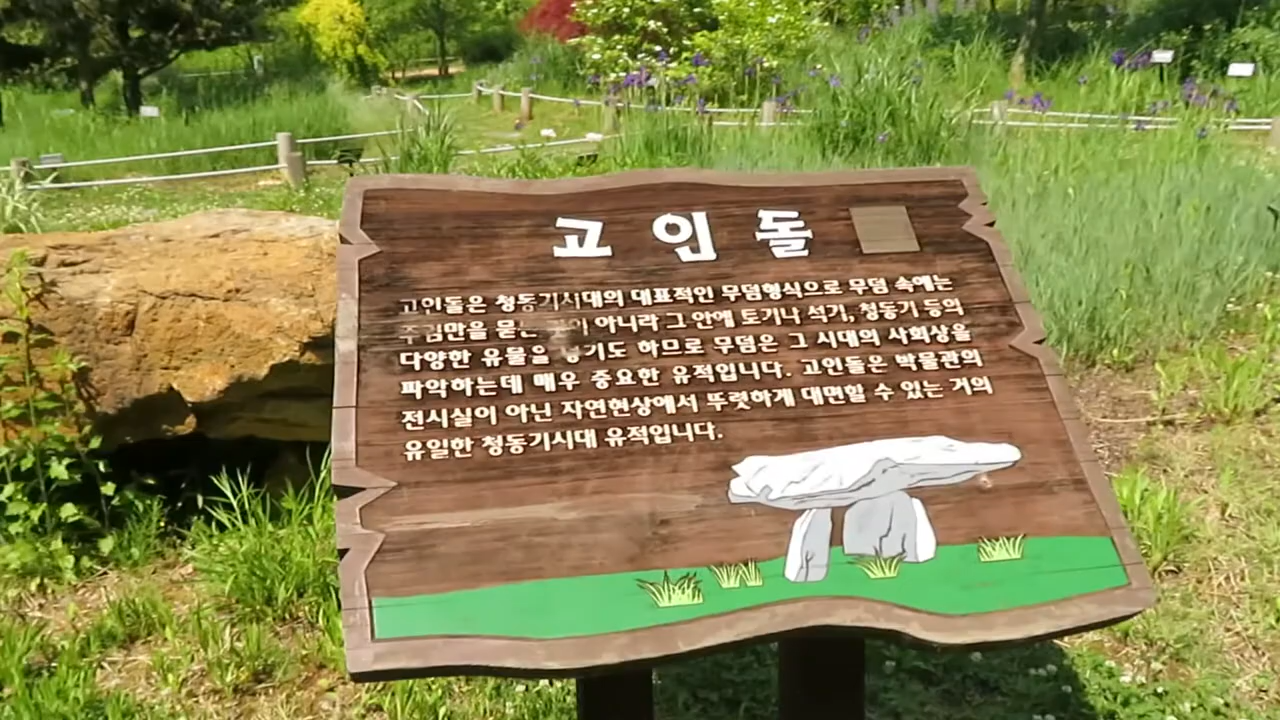 고인돌
고인돌은 청동기시대의 대표적인 무덤형식으로 무덤 속에는
아니라 그 안에 토기나 석기, 청동기 등의
다양한 유물을 하므로 무덤은 그 시대의 사회상을
파악하는데 매우 중요한 유적입니다. 고인돌은 박물관의
전시실이 아닌 자연현상에서 뚜렷하게 대면할 수 있는 거의
유일한 청동기시대 유적입니다.